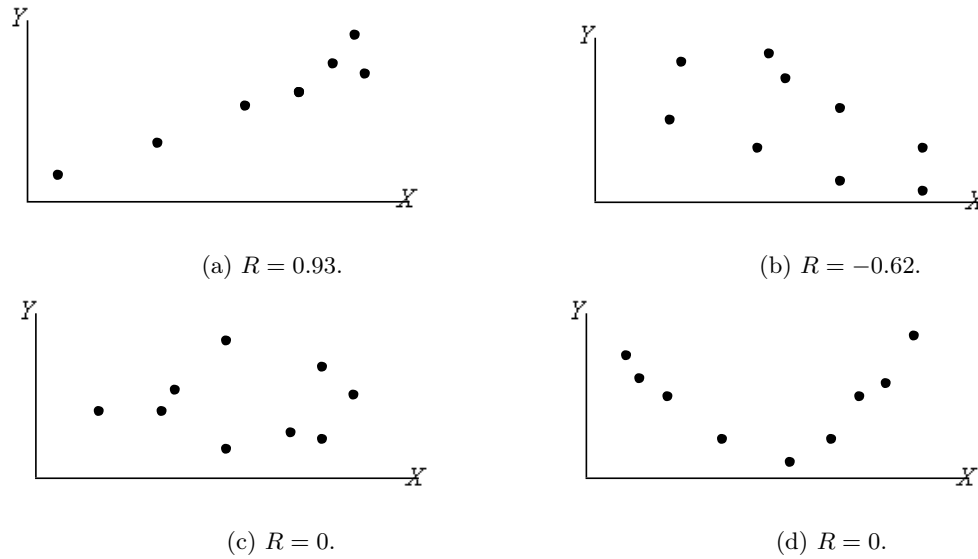 Y
X
(a) R = 0.93.
Y
X
(b) R = −0.62.
Y
X
(c) R = 0.
Y
X
(d) R = 0.